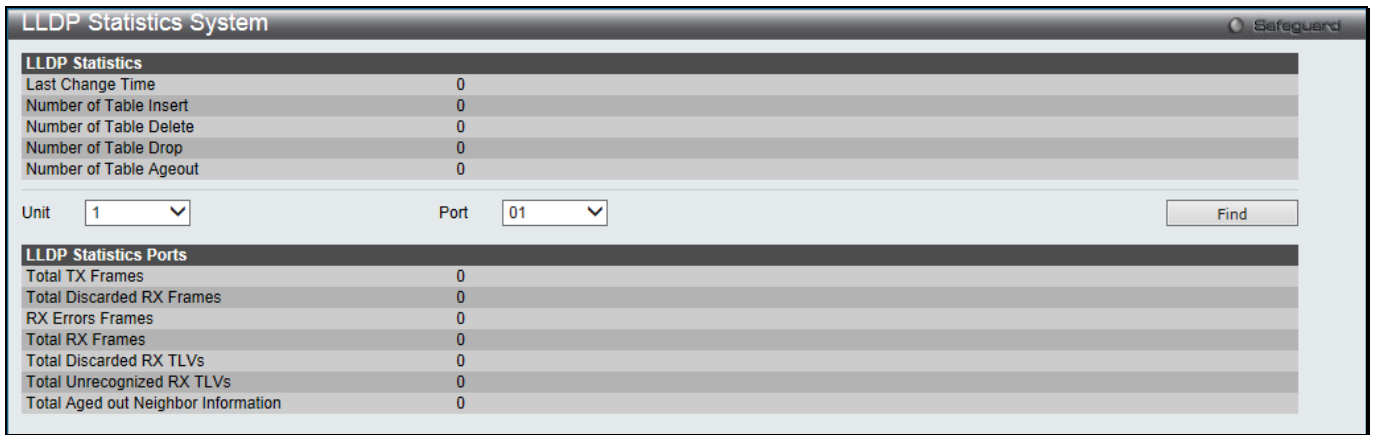 LLDP Statistics System Safeguard
LLDP Statistics
Last Change Time 0
Number of Table Insert 0
Number of Table Delete 0
Number of Table Drop 0
Number of Table Ageout 0
Unit 1 Port 01 Find
LLDP Statistics Ports
Total TX Frames 0
Total Discarded RX Frames 0
RX Errors Frames 0
Total RX Frames 0
Total Discarded RX TLVs 0
Total Unrecognized RX TLVs 0
Total Aged out Neighbor Information 0